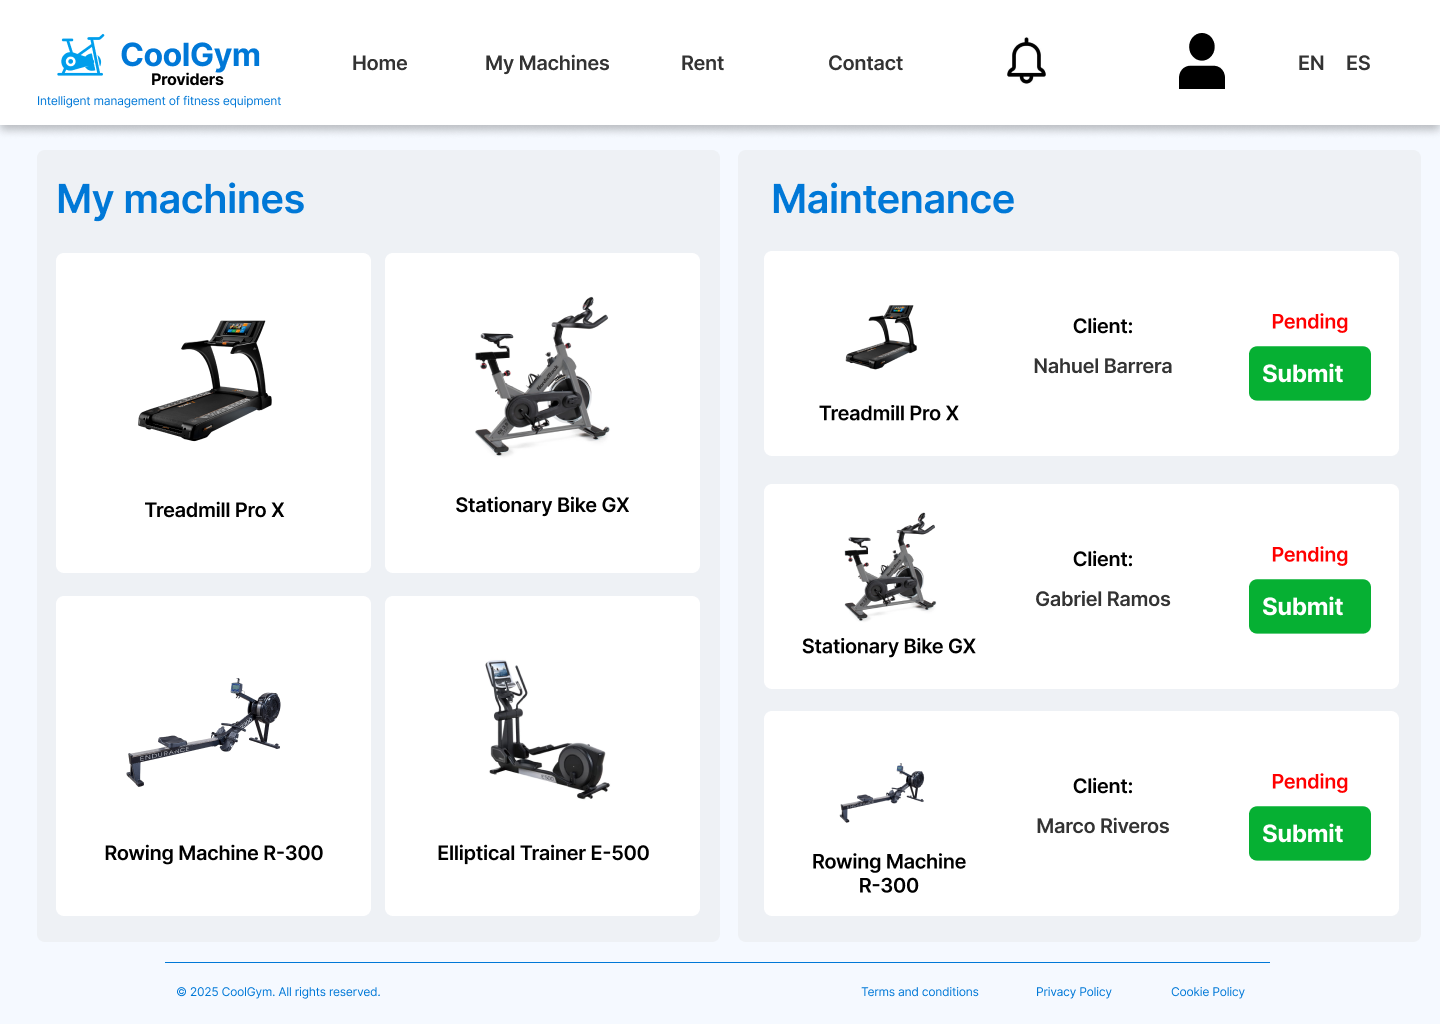 CoolGym
Providers
Intelligent management of fitness equipment
Home
My Machines
Rent
Contact
EN
ES
My machines
Treadmill Pro X
Stationary Bike GX
Rowing Machine R-300
Elliptical Trainer E-500
Maintenance
Treadmill Pro X
Client:
Nahuel Barrera
Pending
Submit
Stationary Bike GX
Client:
Gabriel Ramos
Pending
Submit
Rowing Machine
R-300
Client:
Marco Riveros
Pending
Submit
© 2025 CoolGym. All rights reserved.
Terms and conditions
Privacy Policy
Cookie Policy